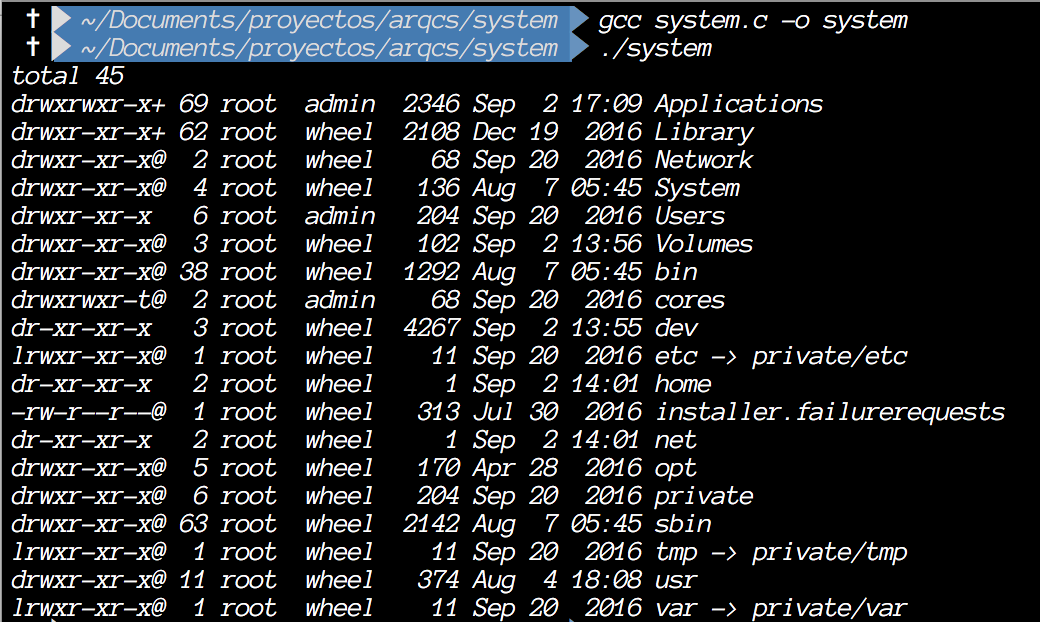 † ~/Documents/proyectos/arqcs/system gcc system.c -o system
† ~/Documents/proyectos/arqcs/system ./system
total 45
drwxrwxr-x+ 69 root  admin  2346 Sep  2 17:09 Applications
drwxr-xr-x+ 62 root  wheel  2108 Dec 19  2016 Library
drwxr-xr-x@  2 root  wheel    68 Sep 20  2016 Network
drwxr-xr-x@  4 root  wheel   136 Aug  7 05:45 System
drwxr-xr-x   6 root  admin   204 Sep 20  2016 Users
drwxr-xr-x@  3 root  wheel   102 Sep  2 13:56 Volumes
drwxr-xr-x@ 38 root  wheel  1292 Aug  7 05:45 bin
drwxrwxr-t@  2 root  admin    68 Sep 20  2016 cores
dr-xr-xr-x   3 root  wheel  4267 Sep  2 13:55 dev
lrwxr-xr-x@  1 root  wheel    11 Sep 20  2016 etc -> private/etc
dr-xr-xr-x   2 root  wheel     1 Sep  2 14:01 home
-rw-r--r--@  1 root  wheel   313 Jul 30  2016 installer.failurerequests
dr-xr-xr-x   2 root  wheel     1 Sep  2 14:01 net
drwxr-xr-x@  5 root  wheel   170 Apr 28  2016 opt
drwxr-xr-x@  6 root  wheel   204 Sep 20  2016 private
drwxr-xr-x@ 63 root  wheel  2142 Aug  7 05:45 sbin
lrwxr-xr-x@  1 root  wheel    11 Sep 20  2016 tmp -> private/tmp
drwxr-xr-x@ 11 root  wheel   374 Aug  4 18:08 usr
lrwxr-xr-x@  1 root  wheel    11 Sep 20  2016 var -> private/var